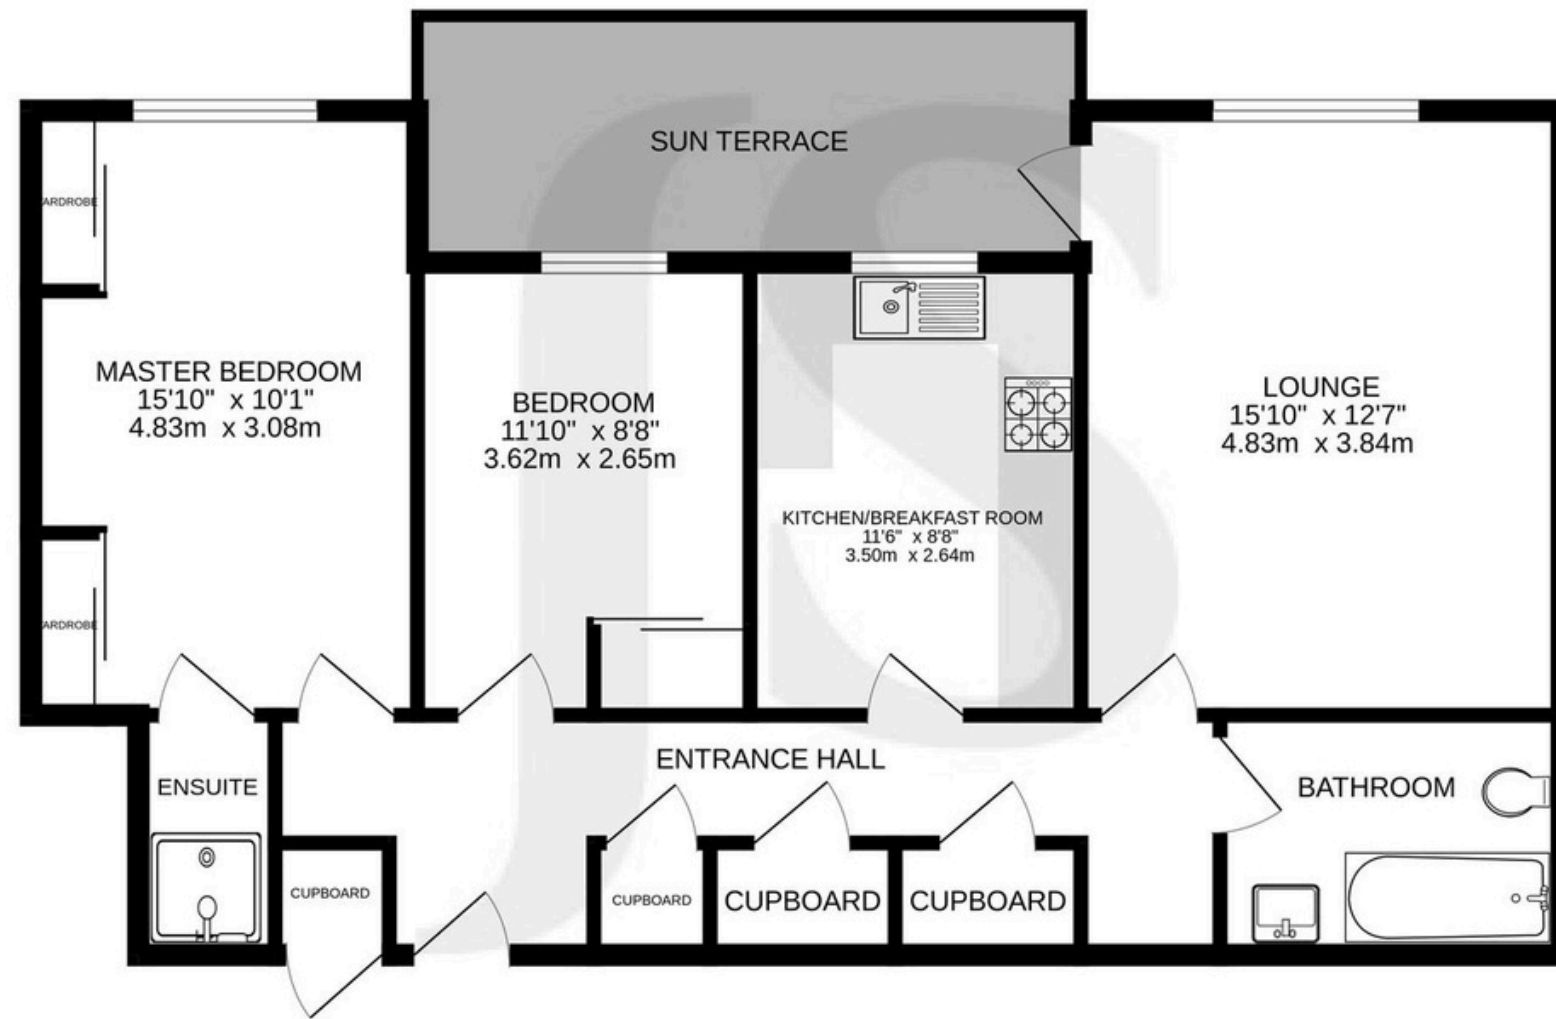 SUN TERRACE
ARDROBE
MASTER BEDROOM
15'10" x 10'1"
4.83m x 3.08m
BEDROOM
11'10" x 8'8"
3.62m x 2.65m
KITCHEN/BREAKFAST ROOM
11'6" x 8'8"
3.50m x 2.64m
LOUNGE
15'10" x 12'7"
4.83m x 3.84m
ARDROBE
ENSUITE
ENTRANCE HALL
BATHROOM
CUPBOARD
CUPBOARD
CUPBOARD
CUPBOARD
JS